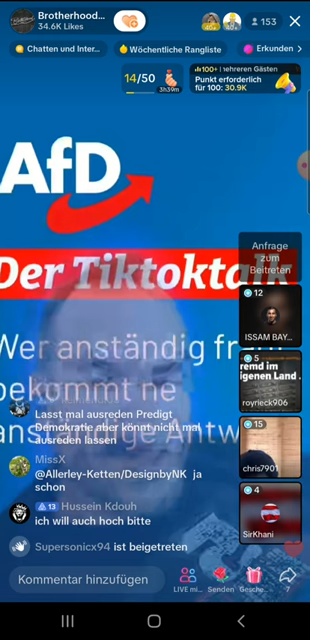 Brotherhood...
34.6K Likes
153
Chatten und Inter...
Wöchentliche Rangliste
Erkunden
14/50
3h39m
100+
ehreren Gästen
Punkt erforderlich
für 100: 30.9K
AfD
Anfrage
zum
Beitreten
Der Tiktoktalk
12
ISSAM BAY...
Wer anständig fr
5
remd im
igenen Land.
royrieck906
bekommt ne
Lasst mal ausreden Predigt
Demokratie aber könnt nicht mal
ausreden lassen
15
chris7901
MissX
@Allerley-Ketten/DesignbyNK ja
schon
4
SirKhani
13 Hussein Kdouh
ich will auch hoch bitte
Supersonicx94 ist beigetreten
Kommentar hinzufügen
LIVE mi...
Senden
Gesche...
7